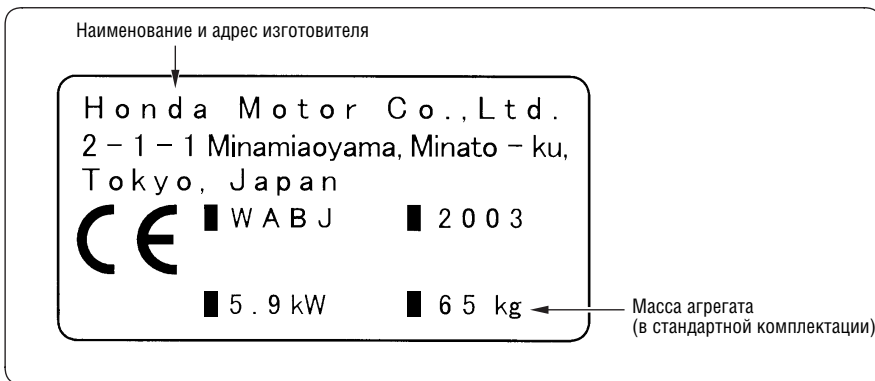 Наименование и адрес изготовителя
Honda Motor Co.,Ltd.
2-1-1 Minamiaoyama, Minato-ku,
Tokyo, Japan
CE WABJ 2003
5.9 kW 65 kg
Масса агрегата
(в стандартной комплектации)